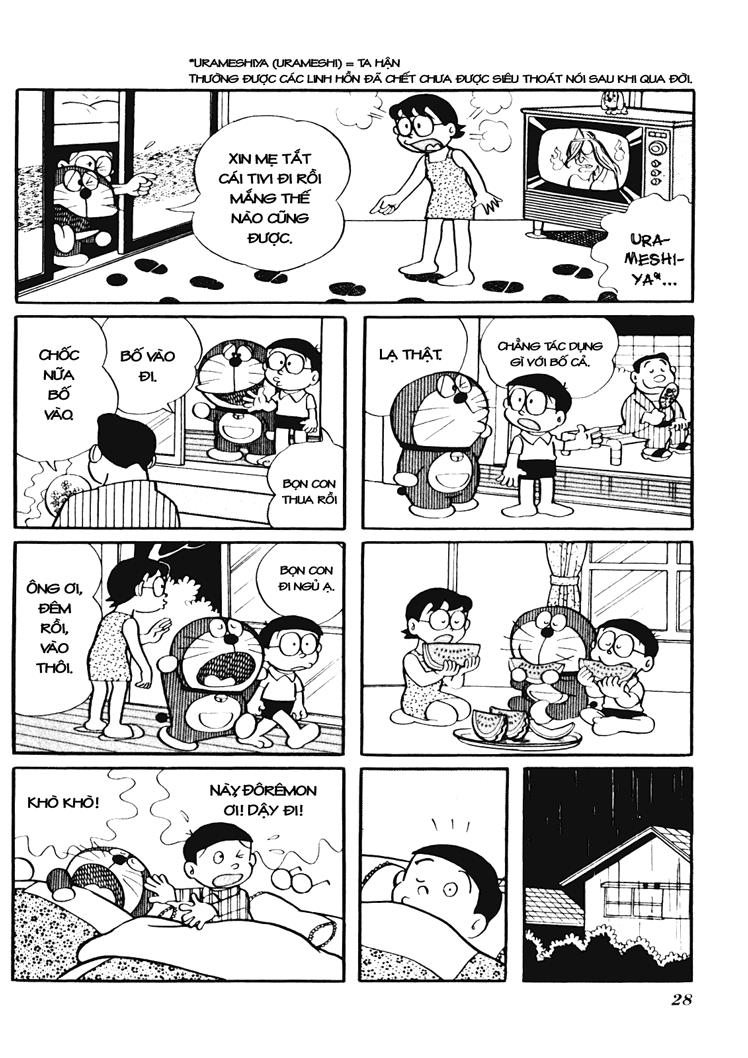 *URAMESHIYA (URAMESHI) = TA HẬN
THƯỜNG ĐƯỢC CÁC LINH HỒN ĐÃ CHẾT CHƯA ĐƯỢC SIÊU THOÁT NÓI SAU KHI QUA ĐỜI.
XIN MẸ TẮT
CÁI TIVI ĐI RỒI
MẮNG THẾ
NÀO CŨNG
ĐƯỢC.
URA-
MESHI-
YA*...
CHỐC
NỮA
BỐ
VÀO.
BỐ VÀO
ĐI.
BỌN CON
THUA RỒI
LẠ THẬT.
CHẲNG TÁC DỤNG
GÌ VỚI BỐ CẢ.
ÔNG ƠI,
ĐÊM
RỒI,
VÀO
THÔI.
BỌN CON
ĐI NGỦ Ạ.
KHÒ KHÒ!
NÀY, ĐÔRÊMON
ƠI! DẬY ĐI!
28